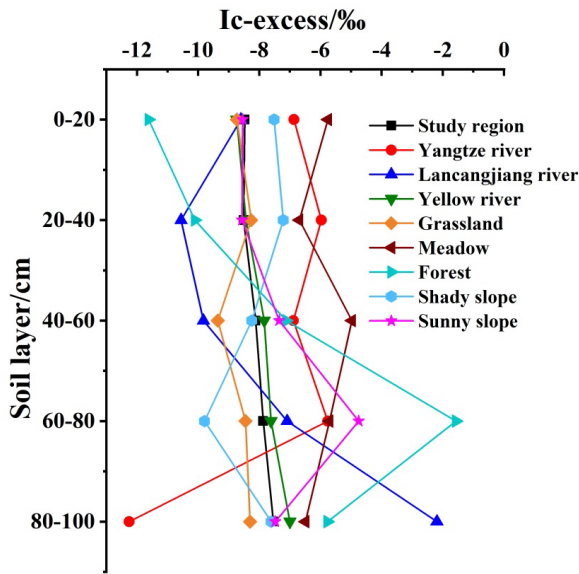 Ic-excess/‰
-12 -10 -8 -6 -4 -2 0
Soil layer/cm
0-20
20-40
40-60
60-80
80-100
Study region
Yangtze river
Lancangjiang river
Yellow river
Grassland
Meadow
Forest
Shady slope
Sunny slope